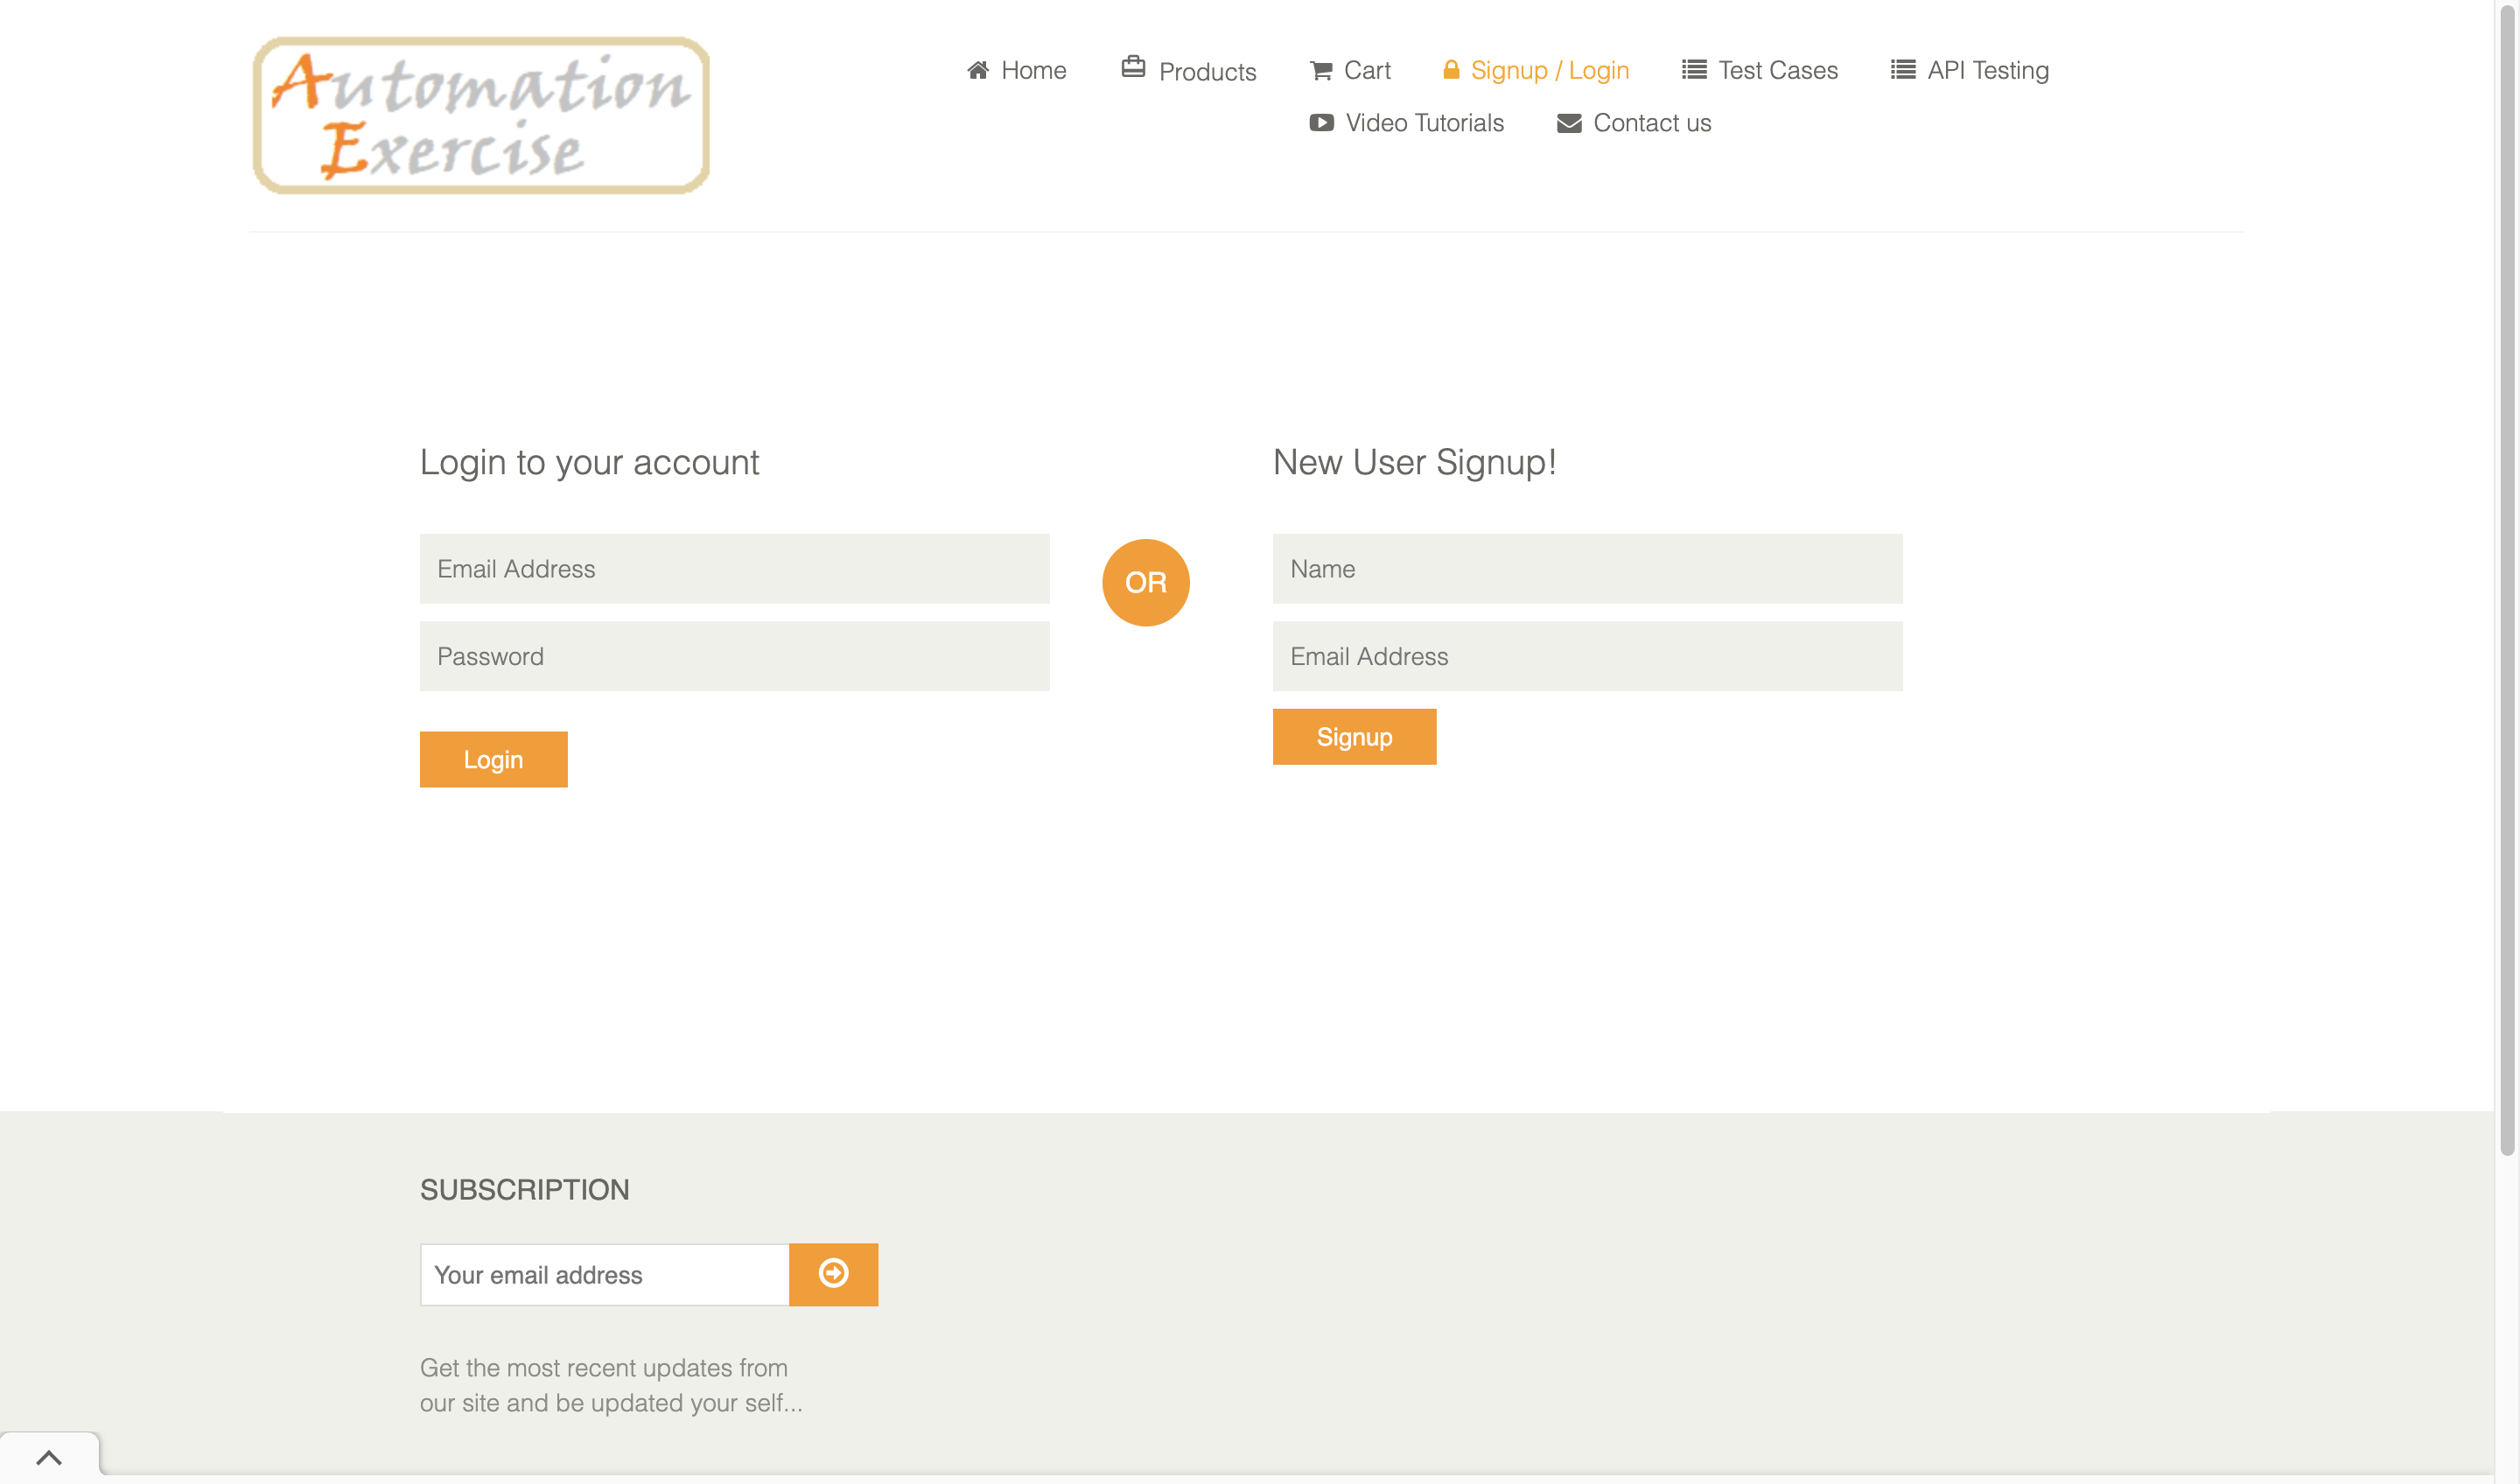 Automation
Exercise
Home
Products
Cart
Signup / Login
Test Cases
API Testing
Video Tutorials
Contact us
Login to your account
Email Address
Password
Login
OR
New User Signup!
Name
Email Address
Signup
SUBSCRIPTION
Your email address
Get the most recent updates from
our site and be updated your self...